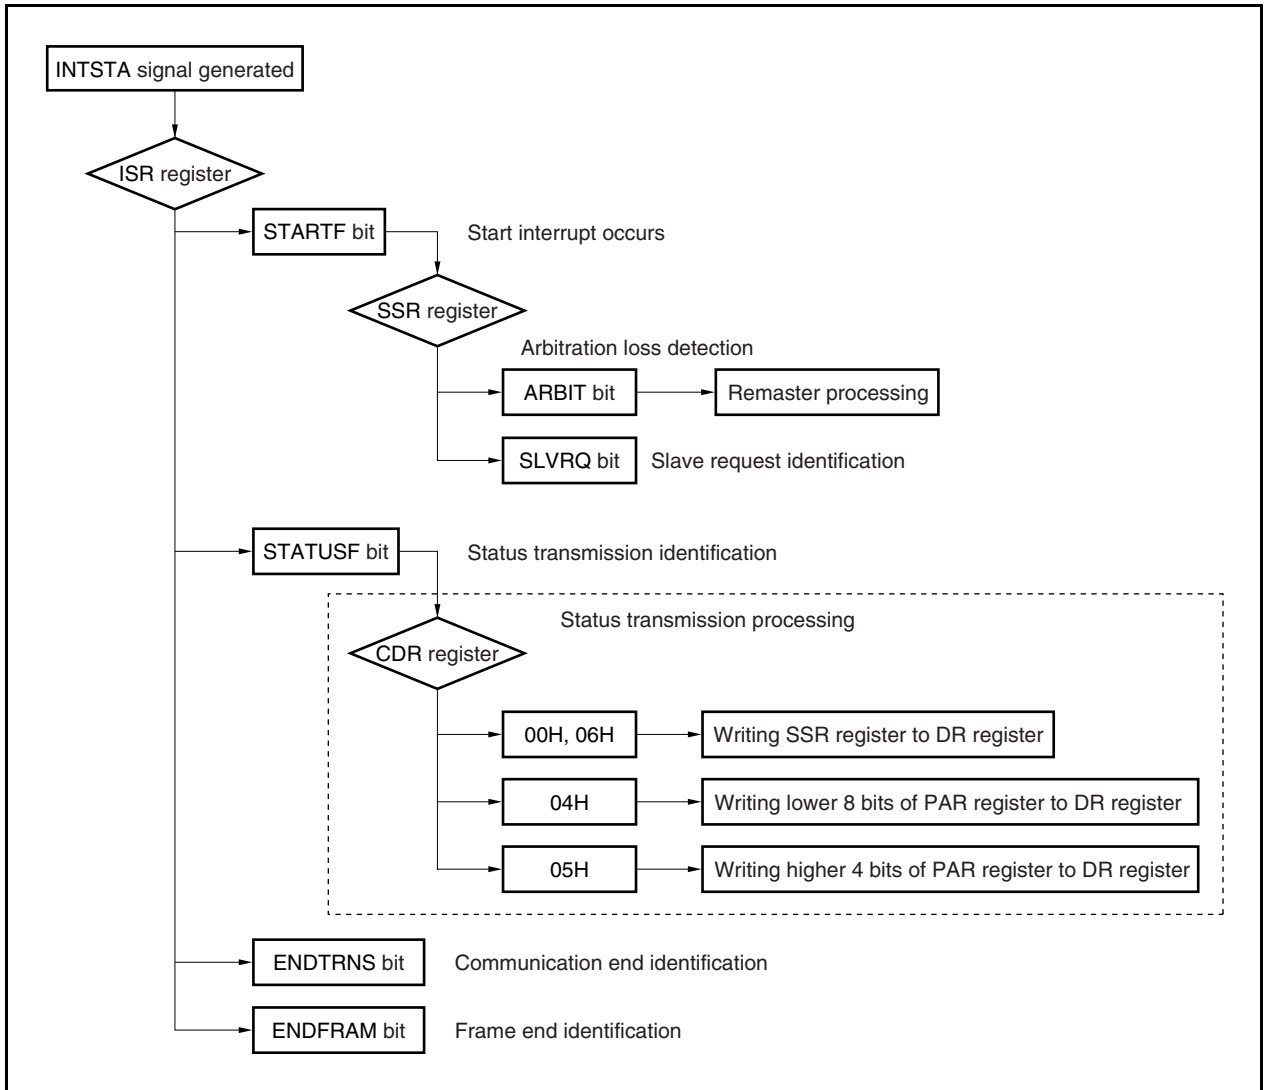 INTSTA signal generated
ISR register
STARTF bit
Start interrupt occurs
SSR register
Arbitration loss detection
ARBIT bit
Remaster processing
SLVRQ bit
Slave request identification
STATUSF bit
Status transmission identification
Status transmission processing
CDR register
00H, 06H
Writing SSR register to DR register
04H
Writing lower 8 bits of PAR register to DR register
05H
Writing higher 4 bits of PAR register to DR register
ENDTRNS bit
Communication end identification
ENDFRAM bit
Frame end identification